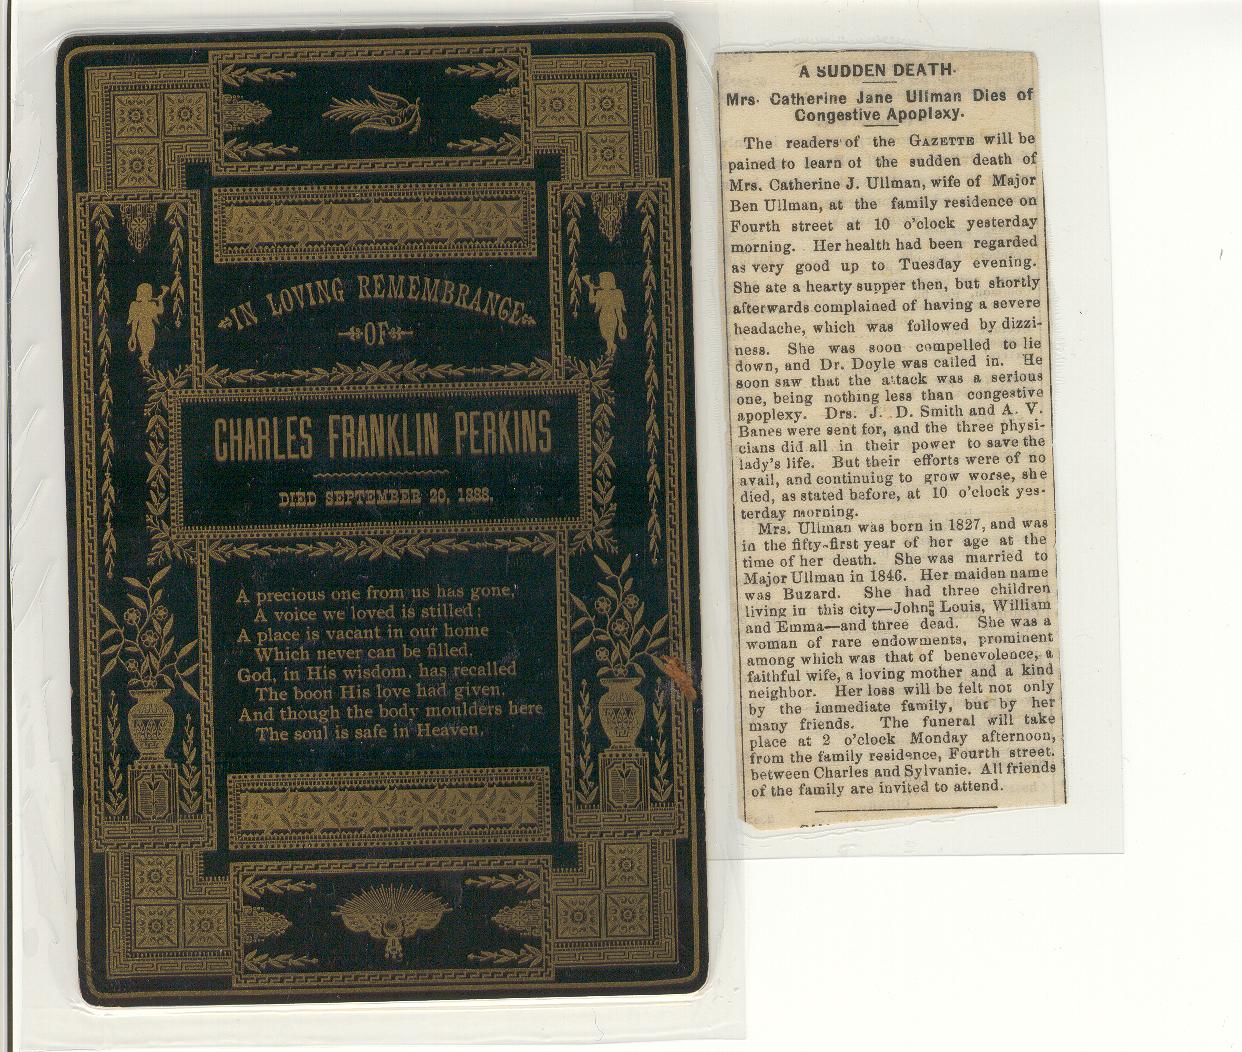 IN LOVING REMEMBRANCE
OF
CHARLES FRANKLIN PERKINS
DIED SEPTEMBER 20, 1888.
A precious one from us has gone,
A voice we loved is stilled;
A place is vacant in our home
Which never can be filled.
God, in His wisdom, has recalled
The boon His love had given.
And though the body moulders here
The soul is safe in Heaven.
A SUDDEN DEATH.
Mrs. Catherine Jane Ullman Dies of
Congestive Apoplaxy.
The readers of the GAZETTE will be
pained to learn ot the sudden death of
Mrs. Catherine J. Ullman, wife of Major
Ben Ullman, at the family residence on
Fourth street at 10 o'clock yesterday
morning. Her health had been regarded
as very good up to Tuesday evening.
She ate a hearty supper then, but shortly
afterwards complained of having a severe
headache, which was followed by dizzi-
ness. She was soon compelled to lie
down, and Dr. Doyle was called in. He
soon saw that the attack was a serious
one, being nothing less than congestive
apoplexy. Drs. J. D. Smith and A. V.
Banes were sent for, and the three physi-
cians did all in their power to save the
lady's life. But their efforts were of no
avail, and continuing to grow worse, she
died, as stated before, at 10 o'clock yes-
terday morning.
Mrs. Ullman was born in 1827, and was
in the fifty-first year of her age at the
time of her death. She was married to
Major Ullman in 1846. Her maiden name
was Buzard. She had three children
living in this city—John Louis, William
and Emma—and three dead. She was a
woman of rare endowments, prominent
among which was that of benevolence, a
faithful wife, a loving mother and a kind
neighbor. Her loss will be felt not only
by the immediate family, but by her
many friends. The funeral will take
place at 2 o'clock Monday afternoon,
from the family residence, Fourth street.
between Charles and Sylvanie. All friends
of the family are invited to attend.